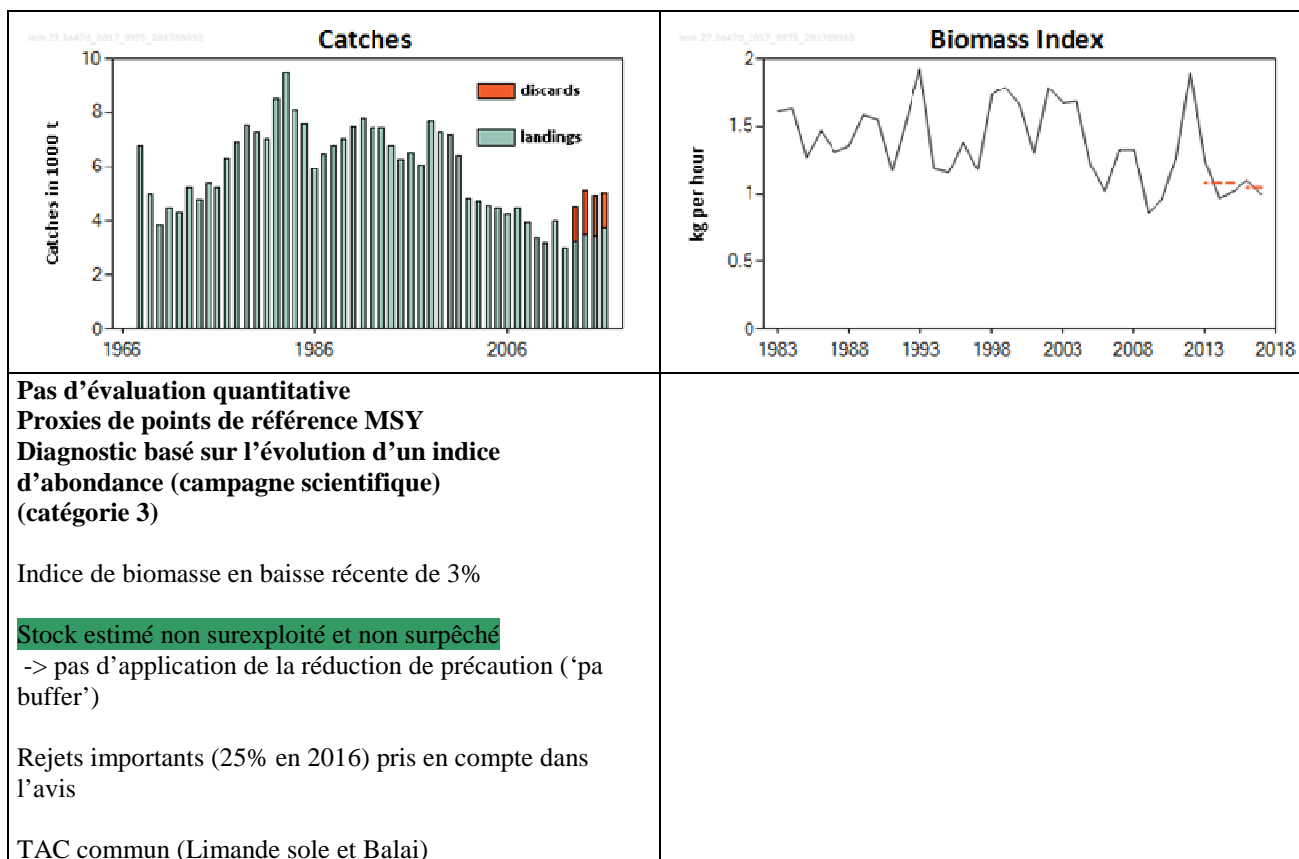 Catches
10
8
6
4
2
0
Catches in 1000 t
discards
landings
1966
1986
2006
Biomass Index
2
1.5
1
0.5
0
kg per hour
1983
1988
1993
1998
2003
2008
2013
2018
Pas d’évaluation quantitative
Proxies de points de référence MSY
Diagnostic basé sur l’évolution d’un indice
d’abondance (campagne scientifique)
(catégorie 3)
Indice de biomasse en baisse récente de 3%
Stock estimé non surexploité et non surpêché
-> pas d’application de la réduction de précaution (‘pa
buffer’)
Rejets importants (25% en 2016) pris en compte dans
l’avis
TAC commun (Limande sole et Balai)